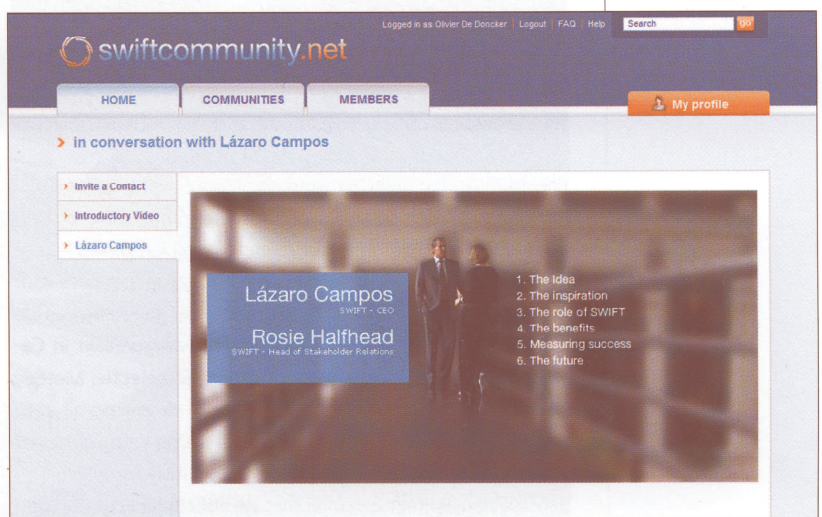 Logged in as Olivier De Doncker | Logout | FAQ | Help
Search
go
swiftcommunity.net
HOME
COMMUNITIES
MEMBERS
My profile
in conversation with Lázaro Campos
Invite a Contact
Introductory Video
Lázaro Campos
Lázaro Campos
SWIFT - CEO
Rosie Halfhead
SWIFT - Head of Stakeholder Relations
1. The Idea
2. The inspiration
3. The role of SWIFT
4. The benefits
5. Measuring success
6. The future